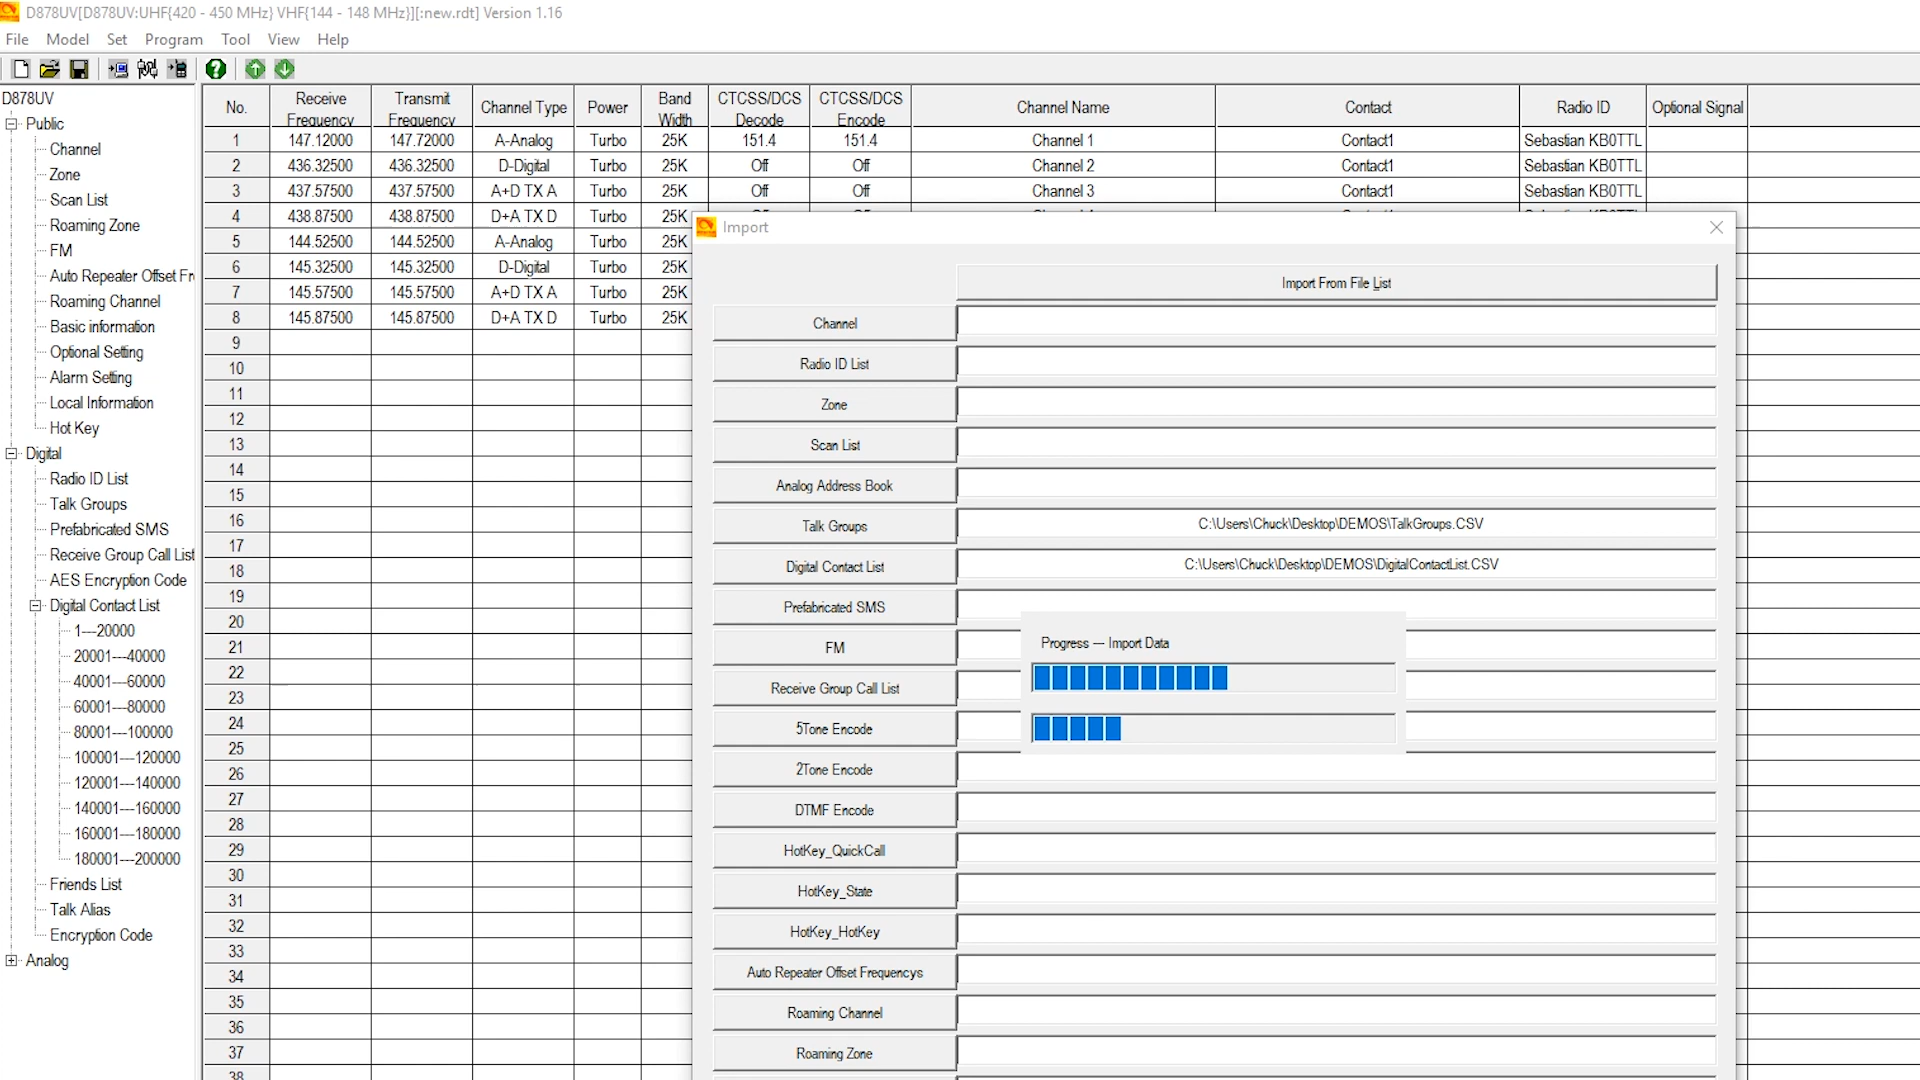 D878UV[D878UV:UHF{420 - 450 MHz} VHF{144 - 148 MHz}][:new.rdt] Version 1.16
File Model Set Program Tool View Help
D878UV
Public
Channel
Zone
Scan List
Roaming Zone
FM
Auto Repeater Offset Fr
Roaming Channel
Basic information
Optional Setting
Alarm Setting
Local Information
Hot Key
Digital
Radio ID List
Talk Groups
Prefabricated SMS
Receive Group Call List
AES Encryption Code
Digital Contact List
1---20000
20001---40000
40001---60000
60001---80000
80001---100000
100001---120000
120001---140000
140001---160000
160001---180000
180001---200000
Friends List
Talk Alias
Encryption Code
Analog
No. Receive Frequency Transmit Frequency Channel Type Power Band Width CTCSS/DCS Decode CTCSS/DCS Encode Channel Name Contact Radio ID Optional Signal
1 147.12000 147.72000 A-Analog Turbo 25K 151.4 151.4 Channel 1 Contact1 Sebastian KB0TTL
2 436.32500 436.32500 D-Digital Turbo 25K Off Off Channel 2 Contact1 Sebastian KB0TTL
3 437.57500 437.57500 A+D TX A Turbo 25K Off Off Channel 3 Contact1 Sebastian KB0TTL
4 438.87500 438.87500 D+A TX D Turbo 25K
5 144.52500 144.52500 A-Analog Turbo 25K
6 145.32500 145.32500 D-Digital Turbo 25K
7 145.57500 145.57500 A+D TX A Turbo 25K
8 145.87500 145.87500 D+A TX D Turbo 25K
9
10
11
12
13
14
15
16
17
18
19
20
21
22
23
24
25
26
27
28
29
30
31
32
33
34
35
36
37
38
Import
Import From File List
Channel
Radio ID List
Zone
Scan List
Analog Address Book
Talk Groups C:\Users\Chuck\Desktop\DEMOS\TalkGroups.CSV
Digital Contact List C:\Users\Chuck\Desktop\DEMOS\DigitalContactList.CSV
Prefabricated SMS
FM
Receive Group Call List
5Tone Encode
2Tone Encode
DTMF Encode
HotKey_QuickCall
HotKey_State
HotKey_HotKey
Auto Repeater Offset Frequencys
Roaming Channel
Roaming Zone
Progress --- Import Data